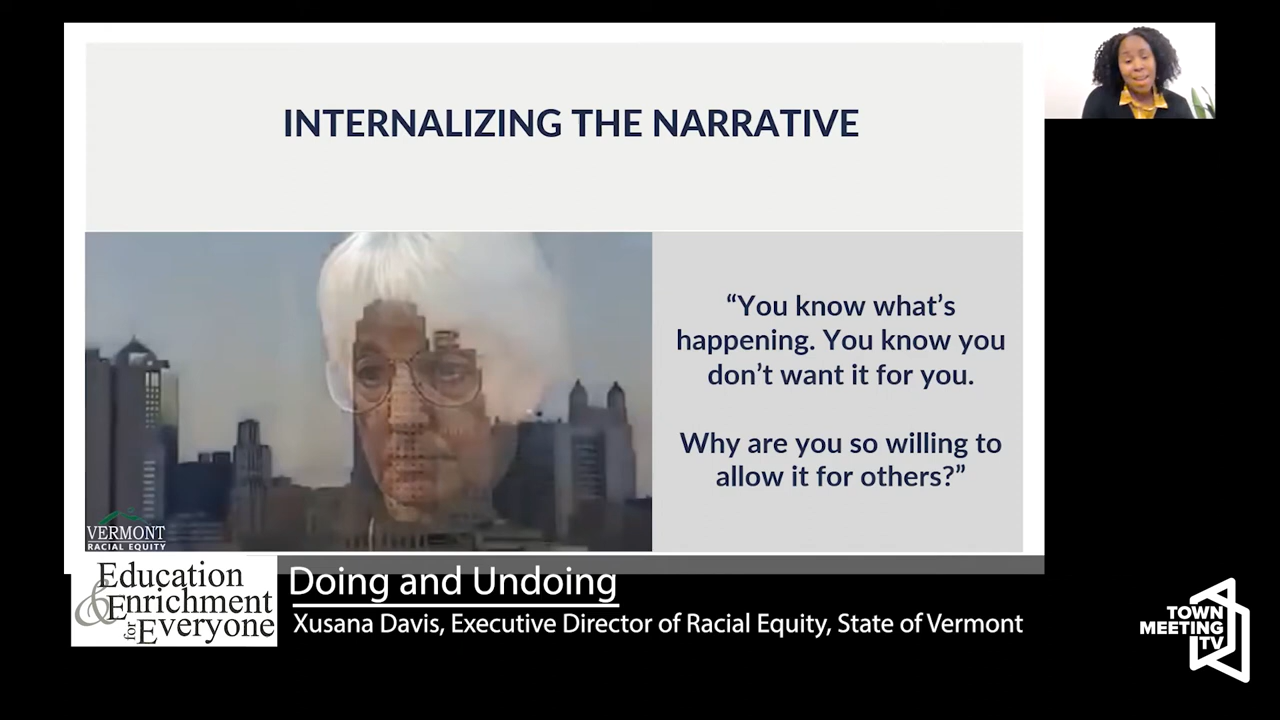 INTERNALIZING THE NARRATIVE
“You know what’s
happening. You know you
don’t want it for you.
Why are you so willing to
allow it for others?”
VERMONT
RACIAL EQUITY
Education
& Enrichment
for Everyone
Doing and Undoing
Xusana Davis, Executive Director of Racial Equity, State of Vermont
TOWN
MEETING
TV